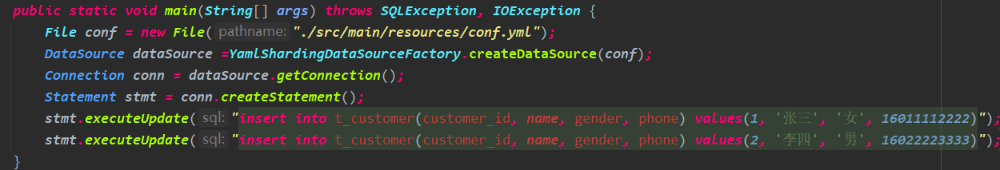 public static void main(String[] args) throws SQLException, IOException {
File conf = new File( pathname: "./src/main/resources/conf.yml");
DataSource dataSource =YamlShardingDataSourceFactory.createDataSource(conf);
Connection conn = dataSource.getConnection();
Statement stmt = conn.createStatement();
stmt.executeUpdate( sql: "insert into t_customer(customer_id, name, gender, phone) values(1, '张三', '女', 16011112222)");
stmt.executeUpdate( sql: "insert into t_customer(customer_id, name, gender, phone) values(2, '李四', '男', 16022223333)");
}